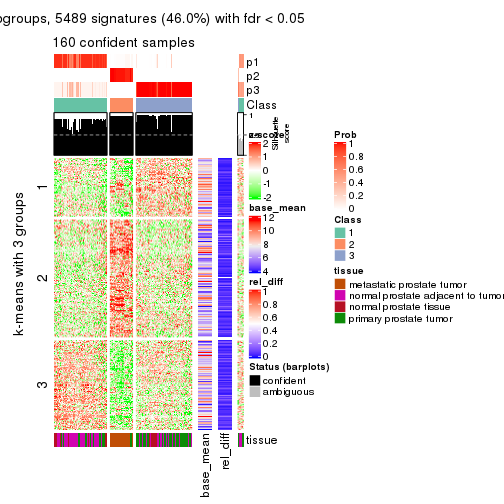 ogroups, 5489 signatures (46.0%) with fdr < 0.05
160 confident samples
p1
p2
p3
Class
1
Silhouette
score
k-means with 3 groups
1
2
3
base_mean
rel_diff
tissue
z-score
2
1
0
-1
-2
base_mean
12
10
8
6
4
rel_diff
1
0.8
0.6
0.4
0.2
0
Status (barplots)
confident
ambiguous
Prob
1
0.8
0.6
0.4
0.2
0
Class
1
2
3
tissue
metastatic prostate tumor
normal prostate adjacent to tumor
normal prostate tissue
primary prostate tumor